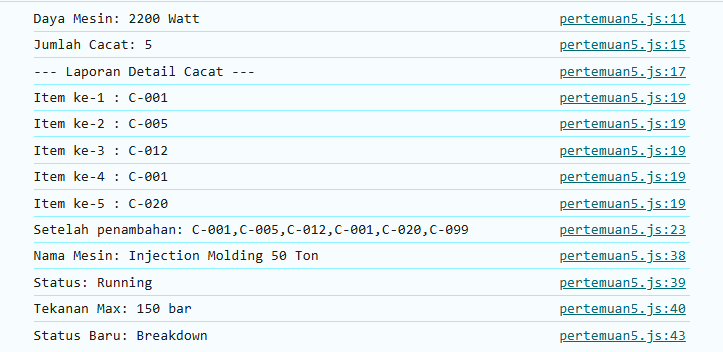 Daya Mesin: 2200 Watt pertemuan5.js:11
Jumlah Cacat: 5 pertemuan5.js:15
--- Laporan Detail Cacat --- pertemuan5.js:17
Item ke-1 : C-001 pertemuan5.js:19
Item ke-2 : C-005 pertemuan5.js:19
Item ke-3 : C-012 pertemuan5.js:19
Item ke-4 : C-001 pertemuan5.js:19
Item ke-5 : C-020 pertemuan5.js:19
Setelah penambahan: C-001,C-005,C-012,C-001,C-020,C-099 pertemuan5.js:23
Nama Mesin: Injection Molding 50 Ton pertemuan5.js:38
Status: Running pertemuan5.js:39
Tekanan Max: 150 bar pertemuan5.js:40
Status Baru: Breakdown pertemuan5.js:43